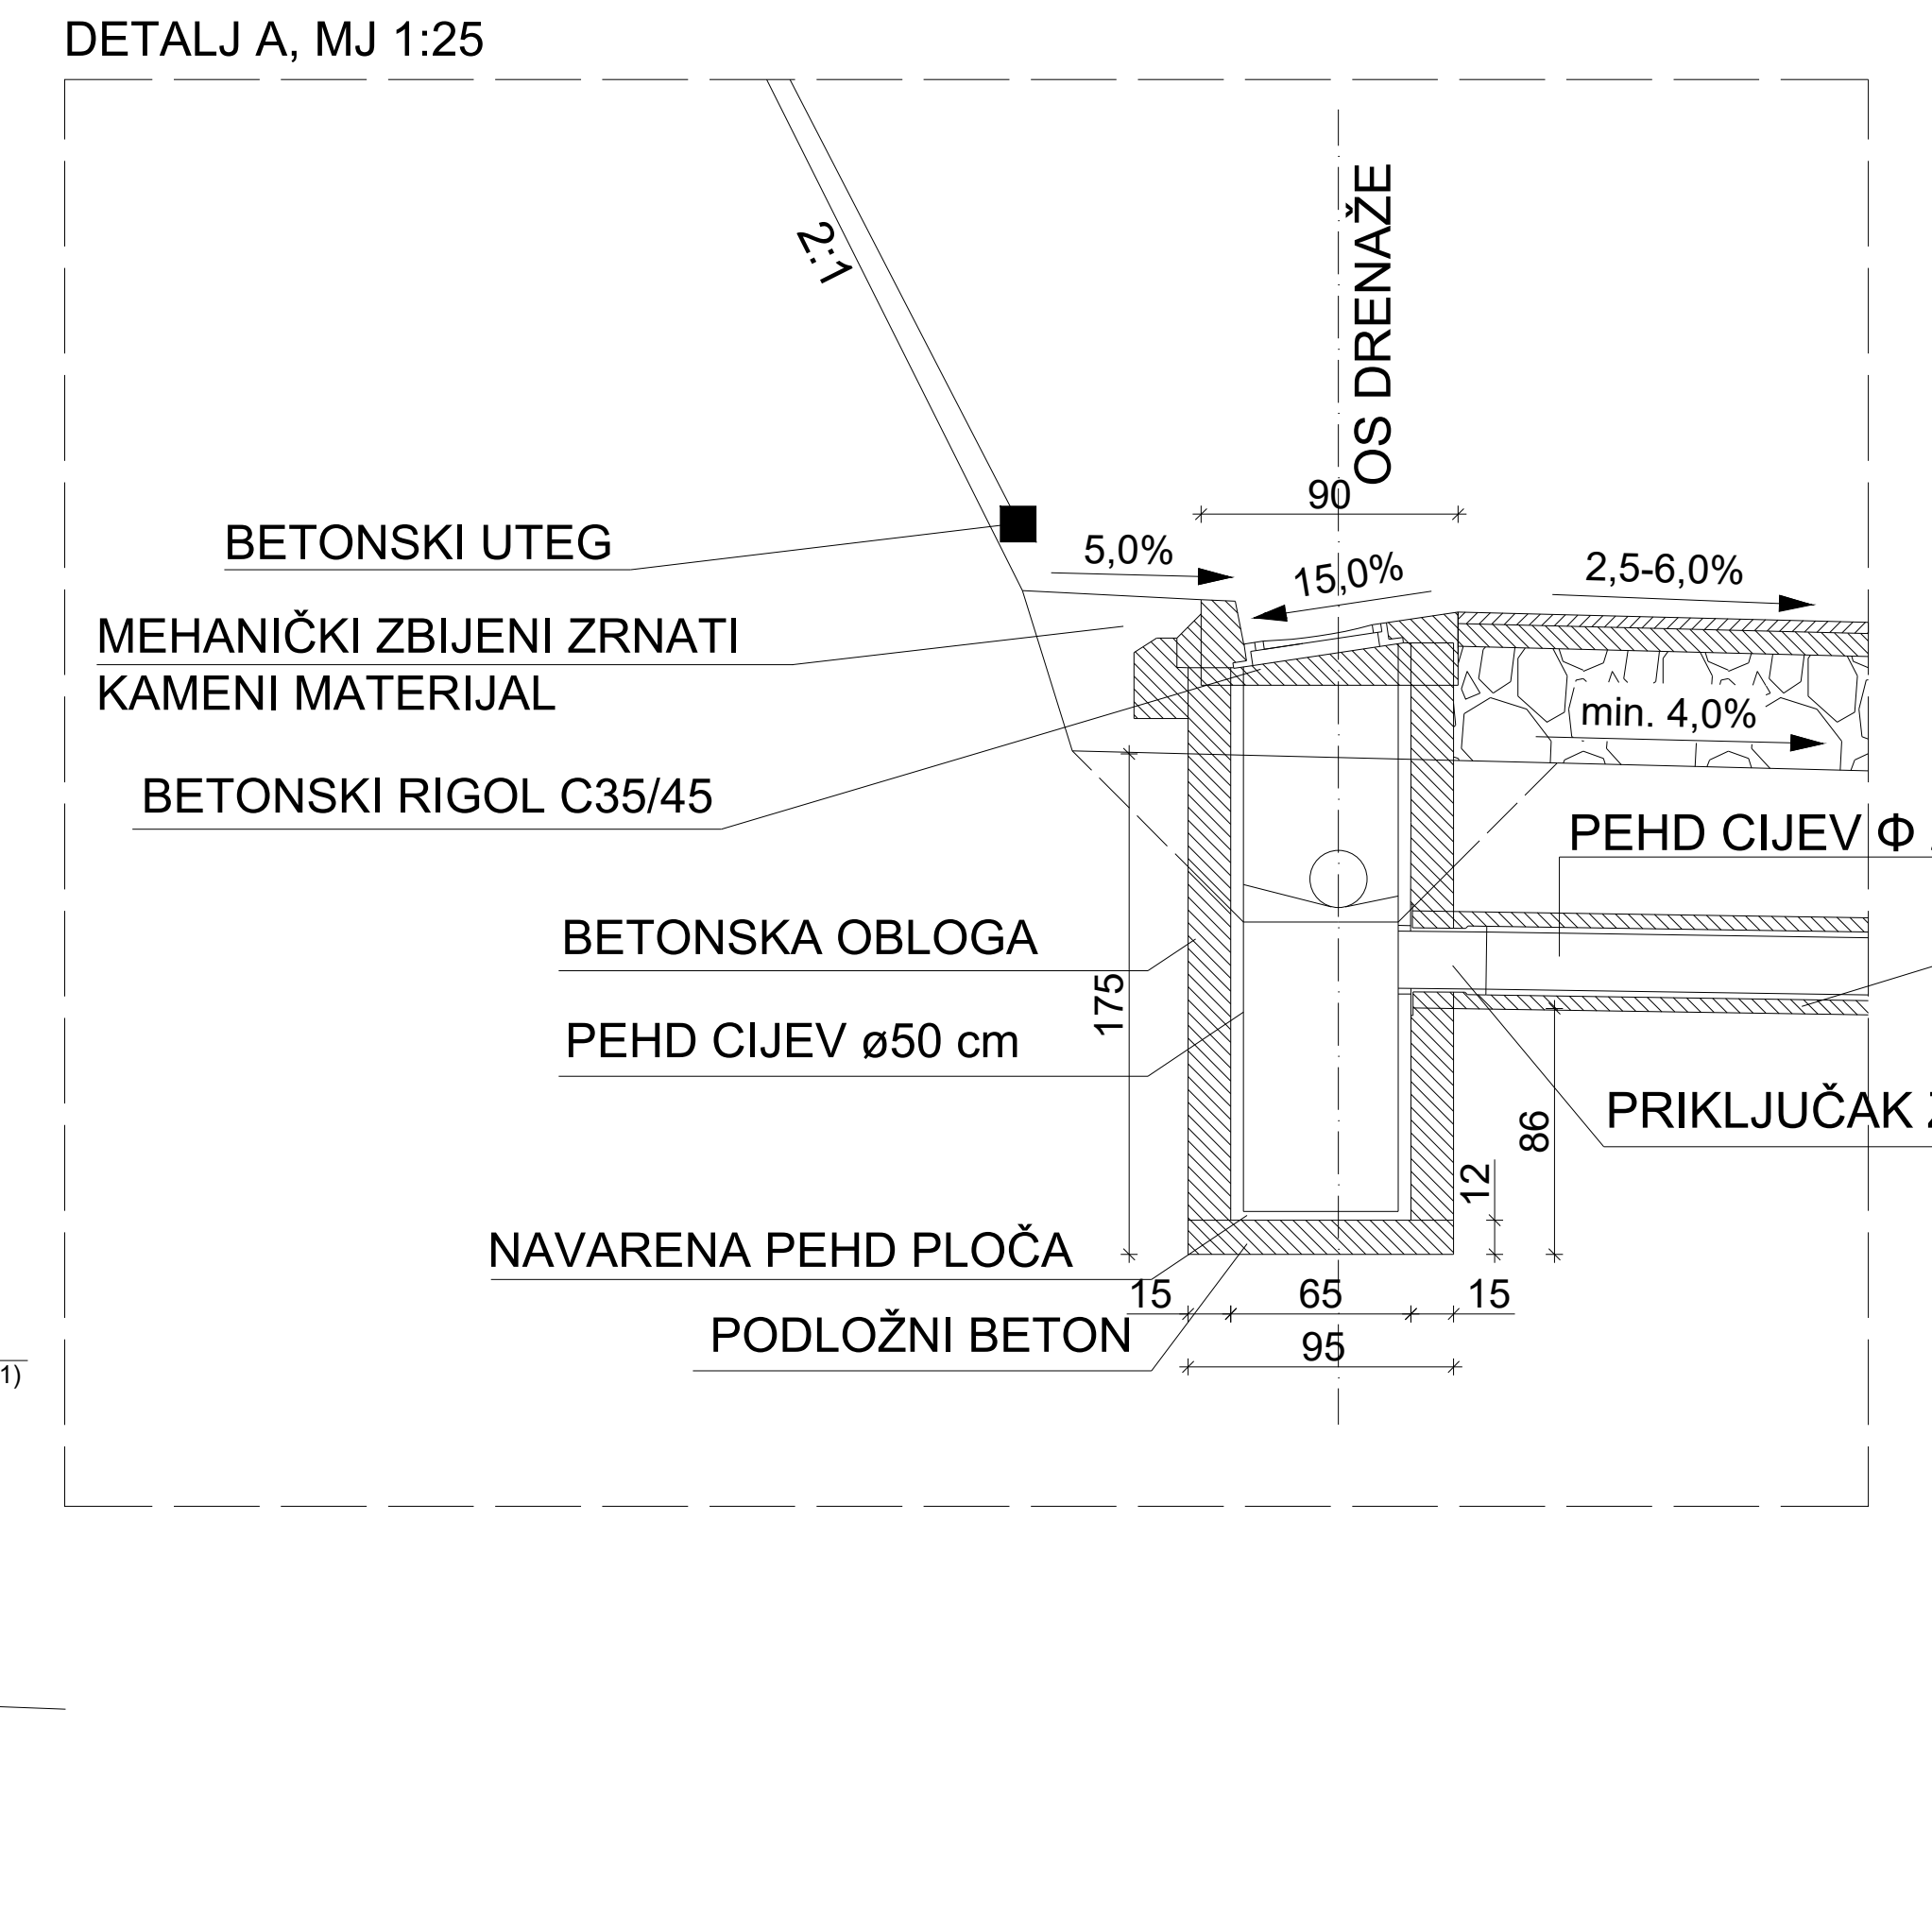 DETALJ A, MJ 1:25
2:1
OS DRENAŽE
90
BETONSKI UTEG
5,0%
15,0%
2,5-6,0%
MEHANIČKI ZBIJENI ZRNATI
KAMENI MATERIJAL
min. 4,0%
BETONSKI RIGOL C35/45
PEHD CIJEV Φ
BETONSKA OBLOGA
175
PEHD CIJEV ø50 cm
PRIKLJUČAK
86
12
NAVARENA PEHD PLOČA
15
65
15
PODLOŽNI BETON
95
1)